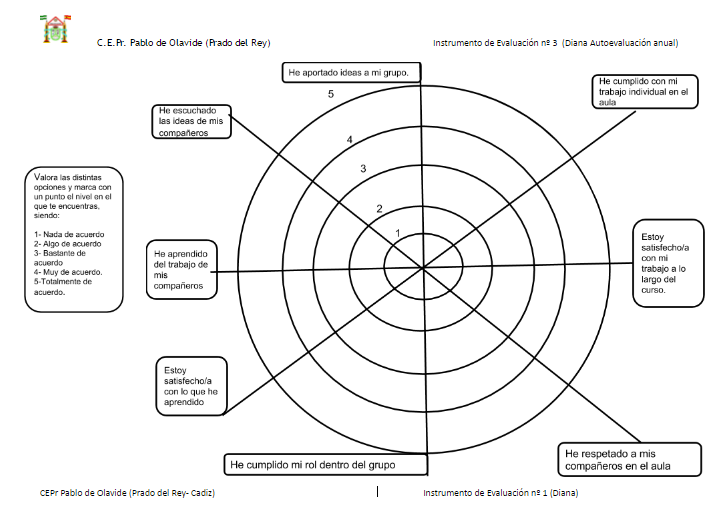 C.E.Pr. Pablo de Olavide (Prado del Rey)
Instrumento de Evaluación nº 3 (Diana Autoevaluación anual)
He aportado ideas a mi grupo.
He cumplido con mi
trabajo individual en el
aula
He escuchado
las ideas de mis
compañeros
5
4
3
2
1
Valora las distintas
opciones y marca con
un punto el nivel en el
que te encuentras,
siendo:
1- Nada de acuerdo
2- Algo de acuerdo
3- Bastante de
acuerdo
4- Muy de acuerdo.
5-Totalmente de
acuerdo.
He aprendido
del trabajo de
mis
compañeros
Estoy
satisfecho/a
con mi
trabajo a lo
largo del
curso.
Estoy
satisfecho/a
con lo que he
aprendido
He cumplido mi rol dentro del grupo
He respetado a mis
compañeros en el aula
CEPr Pablo de Olavide (Prado del Rey- Cadiz)
Instrumento de Evaluación nº 1 (Diana)